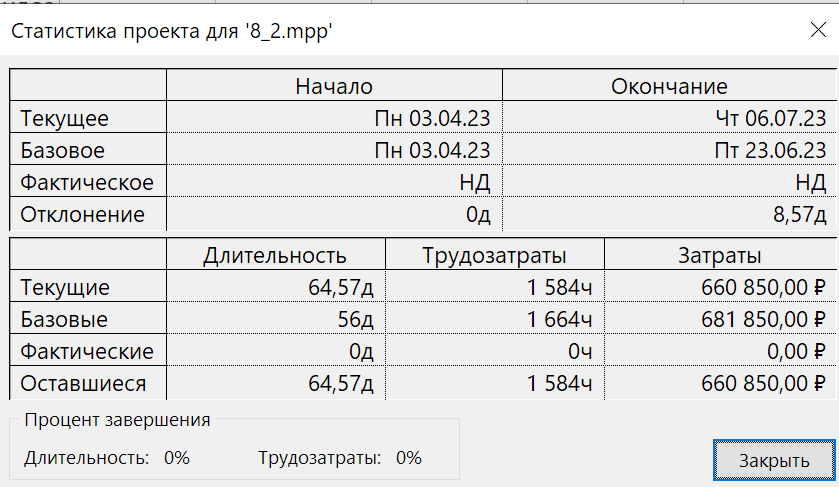 Статистика проекта для '8_2.mpp'
Начало Окончание
Текущее Пн 03.04.23 Чт 06.07.23
Базовое Пн 03.04.23 Пт 23.06.23
Фактическое НД НД
Отклонение 0д 8,57д
Длительность Трудозатраты Затраты
Текущие 64,57д 1 584ч 660 850,00 ₽
Базовые 56д 1 664ч 681 850,00 ₽
Фактические 0д 0ч 0,00 ₽
Оставшиеся 64,57д 1 584ч 660 850,00 ₽
Процент завершения
Длительность: 0% Трудозатраты: 0%
Закрыть